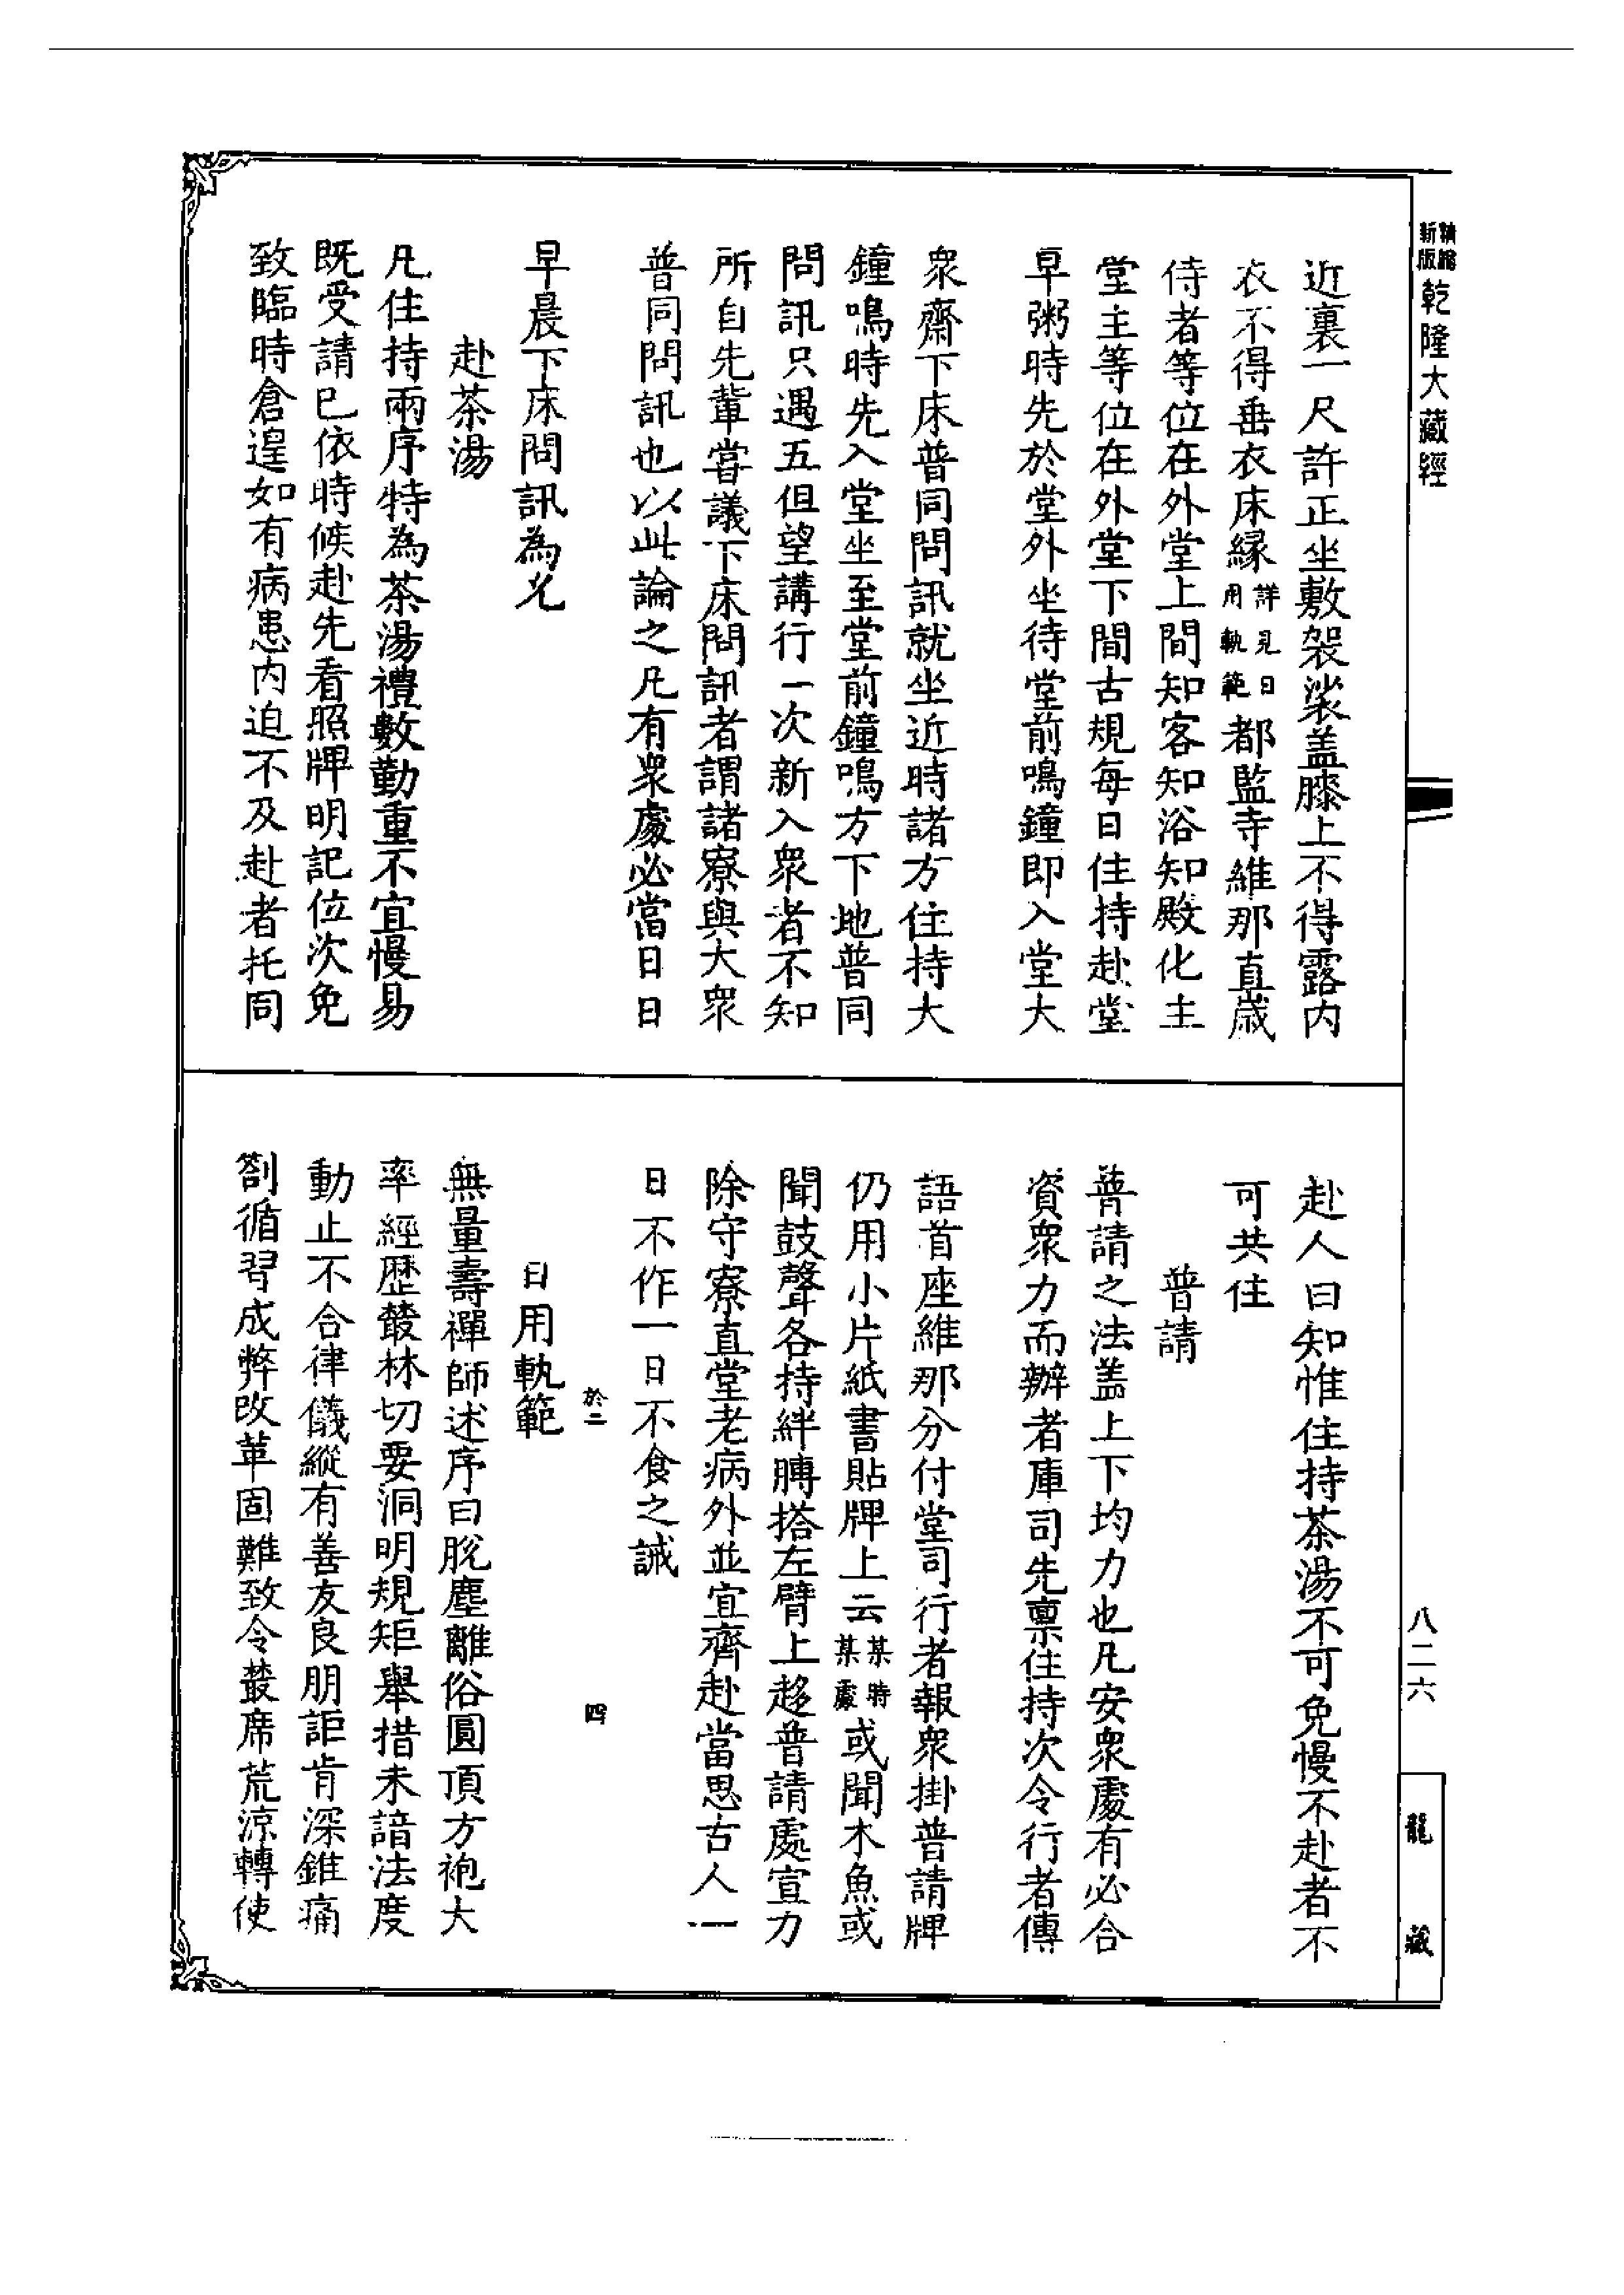 精縮新版乾隆大藏經
近裏一尺許正坐敷袈裟盖膝上不得露内
衣不得垂衣床縁詳見日用軌範都監寺維那直歲
侍者等位在外堂上間知客知浴知殿化主
堂主等位在外堂下間古規每日住持赴堂
早粥時先於堂外坐待堂前鳴鐘即入堂大
衆齋下床普同問訊就坐近時諸方住持大
鐘鳴時先入堂坐至堂前鐘鳴方下地普同
問訊只遇五但望講行一次新入衆者不知
所自先輩嘗議下床問訊者謂諸寮與大衆
普同問訊也以此論之凡有衆處必當日日
早晨下床問訊為允
赴茶湯
凡住持兩序特為茶湯禮數勤重不宜慢易
既受請已依時候赴先看照牌明記位次免
致臨時倉遑如有病患内迫不及赴者托同
赴人曰知惟住持茶湯不可免慢不赴者不
可共住
普請
普請之法盖上下均力也凡安衆處有必合
資衆力而辦者庫司先禀住持次令行者傳
語首座維那分付堂司行者報衆掛普請牌
仍用小片紙書貼牌上云某時某處或聞木魚或
聞鼓聲各持絆膊搭左臂上趍普請處宣力
除守寮直堂老病外並宜齊赴當思古人一
日不作一日不食之誡
於二 四
日用軌範
無量壽禪師述序曰脫塵離俗圓頂方袍大
率經歷叢林切要洞明規矩舉措未諳法度
動止不合律儀縱有善友良朋詎肯深錐痛
劄循習成弊改革固難致令叢席荒涼轉使
八二六
龍藏